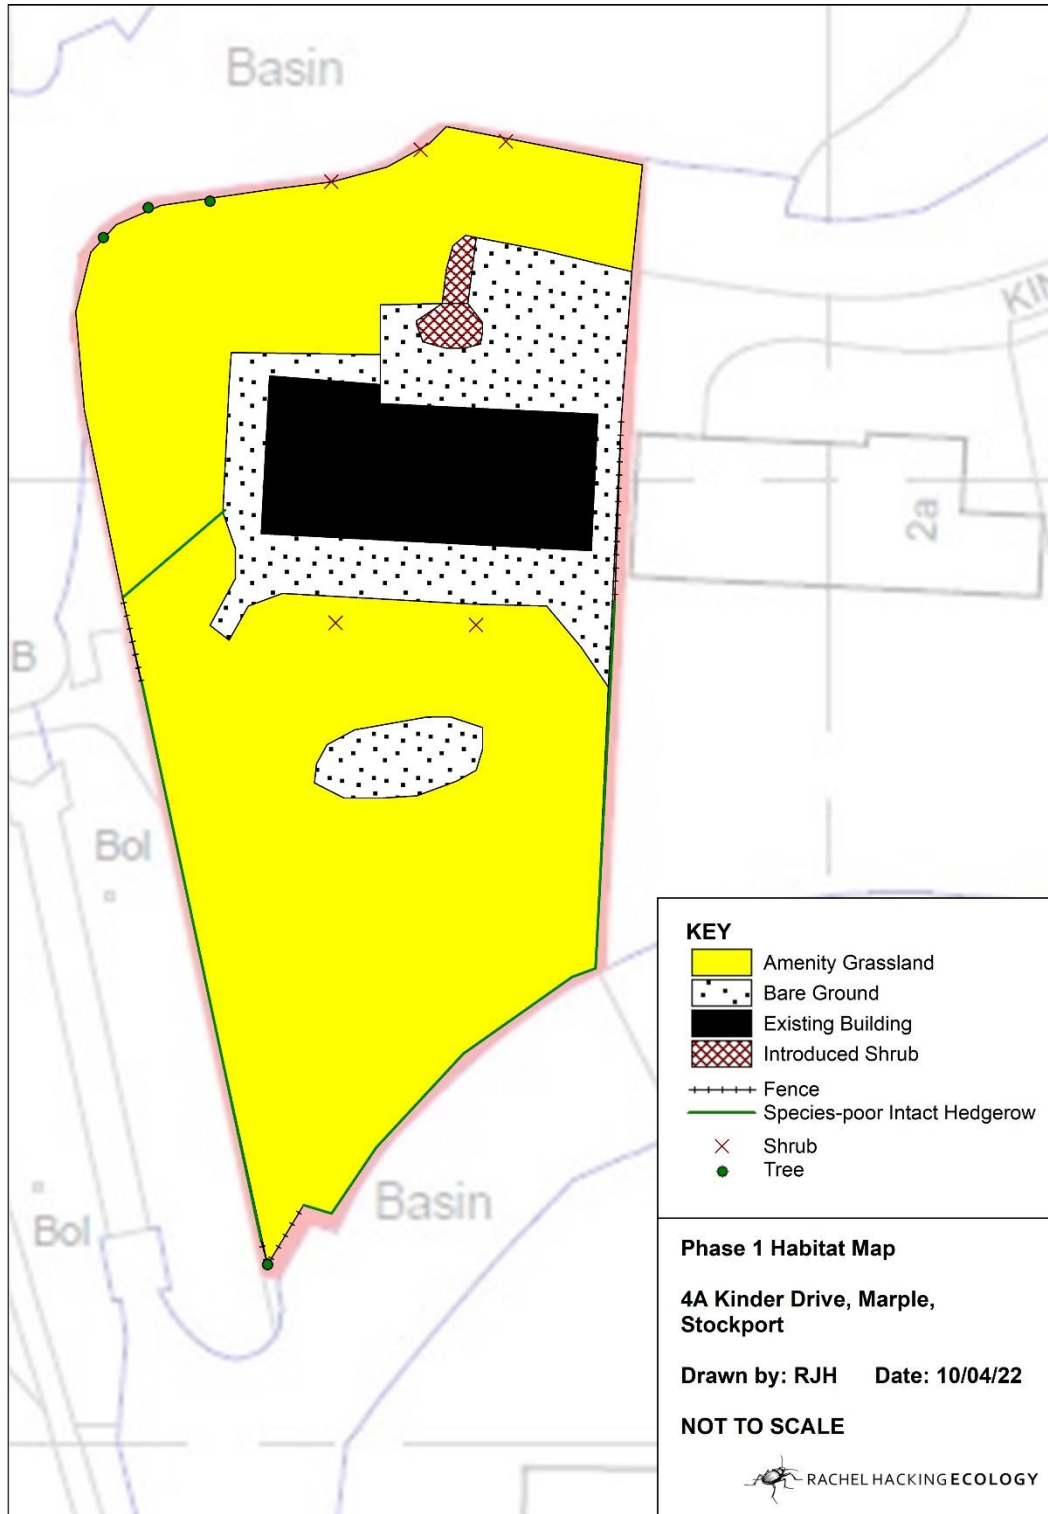 Basin
KIN
2a
B
Bol
Bol
Basin
KEY
Amenity Grassland
Bare Ground
Existing Building
Introduced Shrub
Fence
Species-poor Intact Hedgerow
Shrub
Tree
Phase 1 Habitat Map
4A Kinder Drive, Marple,
Stockport
Drawn by: RJH Date: 10/04/22
NOT TO SCALE
RACHEL HACKING ECOLOGY